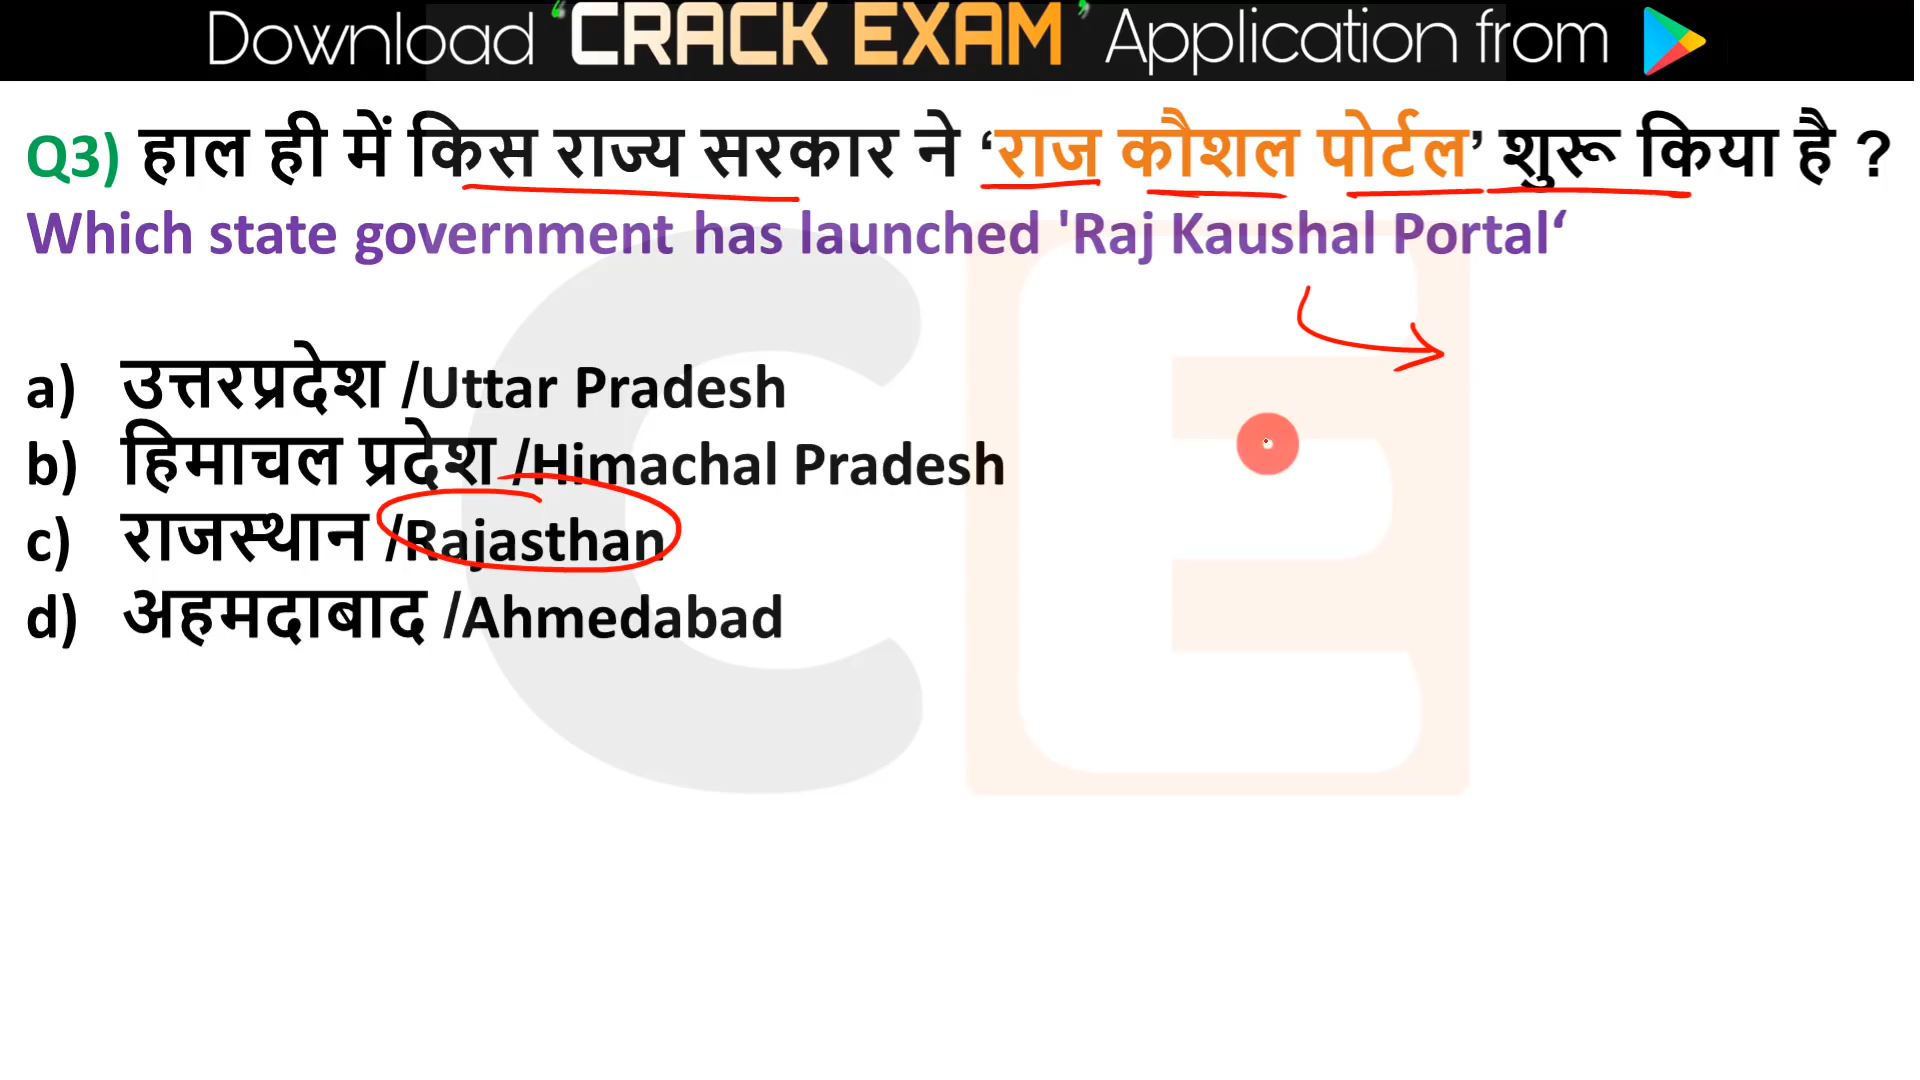 Download ‘CRACK EXAM’ Application from
Q3) हाल ही में किस राज्य सरकार ने ‘राज कौशल पोर्टल’ शुरू किया है ?
Which state government has launched 'Raj Kaushal Portal‘
a) उत्तरप्रदेश /Uttar Pradesh
b) हिमाचल प्रदेश /Himachal Pradesh
c) राजस्थान /Rajasthan
d) अहमदाबाद /Ahmedabad
CE